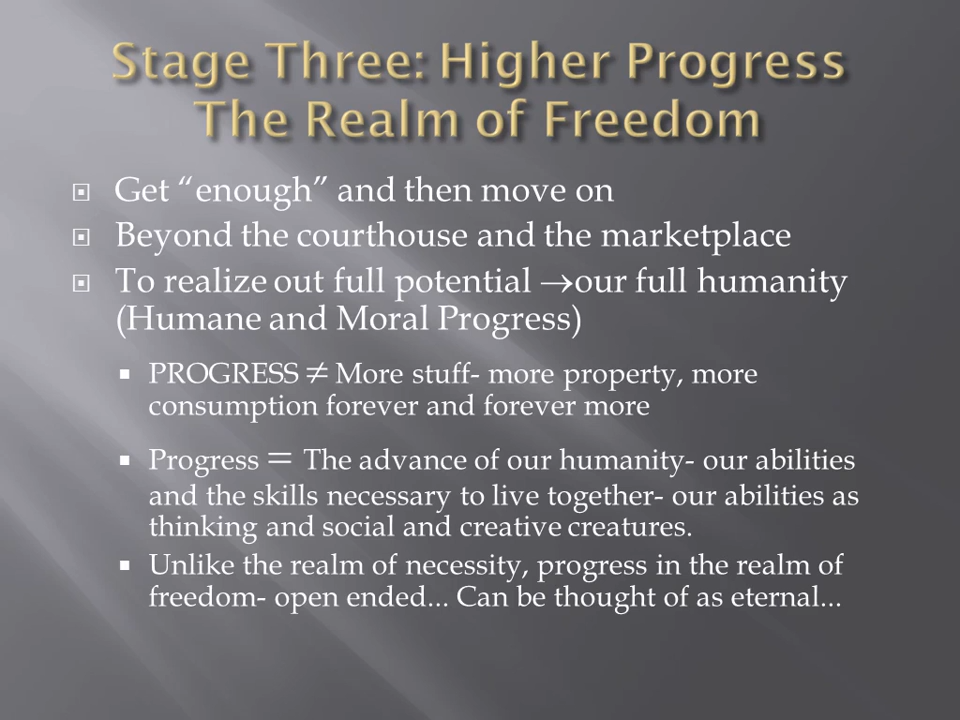 Stage Three: Higher Progress
The Realm of Freedom
Get “enough” and then move on
Beyond the courthouse and the marketplace
To realize out full potential →our full humanity
(Humane and Moral Progress)
PROGRESS ≠ More stuff- more property, more
consumption forever and forever more
Progress = The advance of our humanity- our abilities
and the skills necessary to live together- our abilities as
thinking and social and creative creatures.
Unlike the realm of necessity, progress in the realm of
freedom- open ended... Can be thought of as eternal...